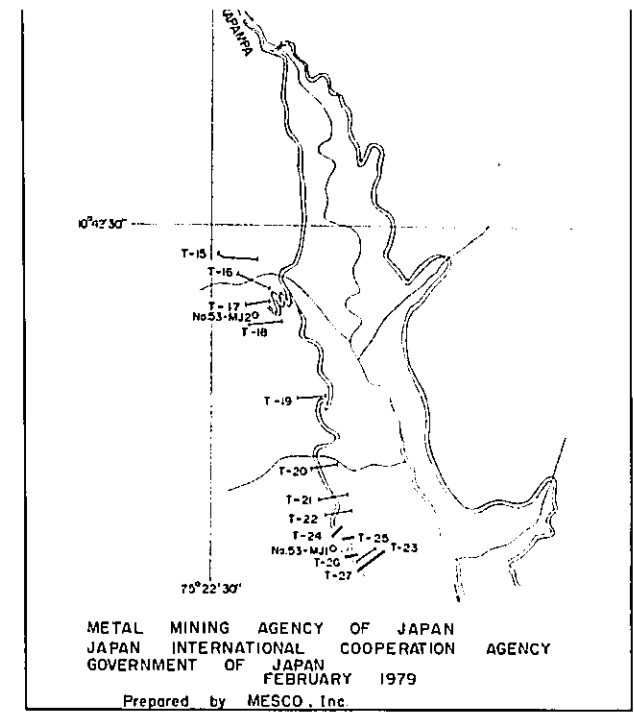 KAPANPA
10°43'30"
T-15
T-16
T-17
No.53-MJ2
T-18
T-19
T-20
T-21
T-22
T-24
T-25
No.53-MJ1
T-23
T-26
T-27
75°22'30"
METAL MINING AGENCY OF JAPAN
JAPAN INTERNATIONAL COOPERATION AGENCY
GOVERNMENT OF JAPAN
FEBRUARY 1979
Prepared by MESCO, Inc.